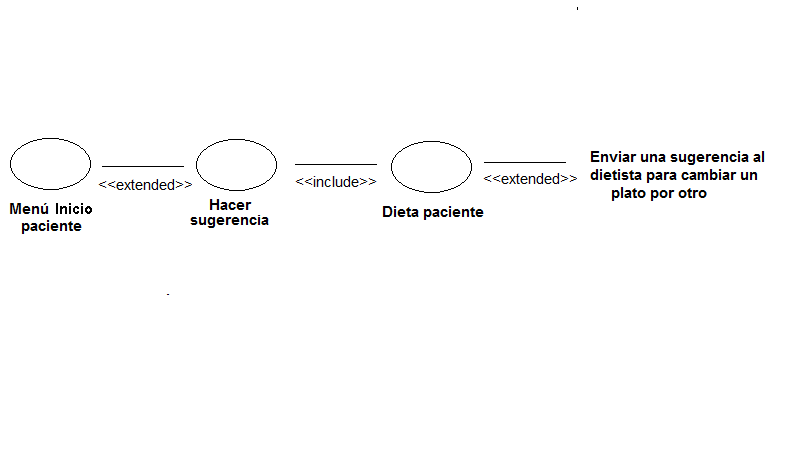 Menú Inicio
paciente
<<extended>>
Hacer
sugerencia
<<include>>
Dieta paciente
<<extended>>
Enviar una sugerencia al
dietista para cambiar un
plato por otro